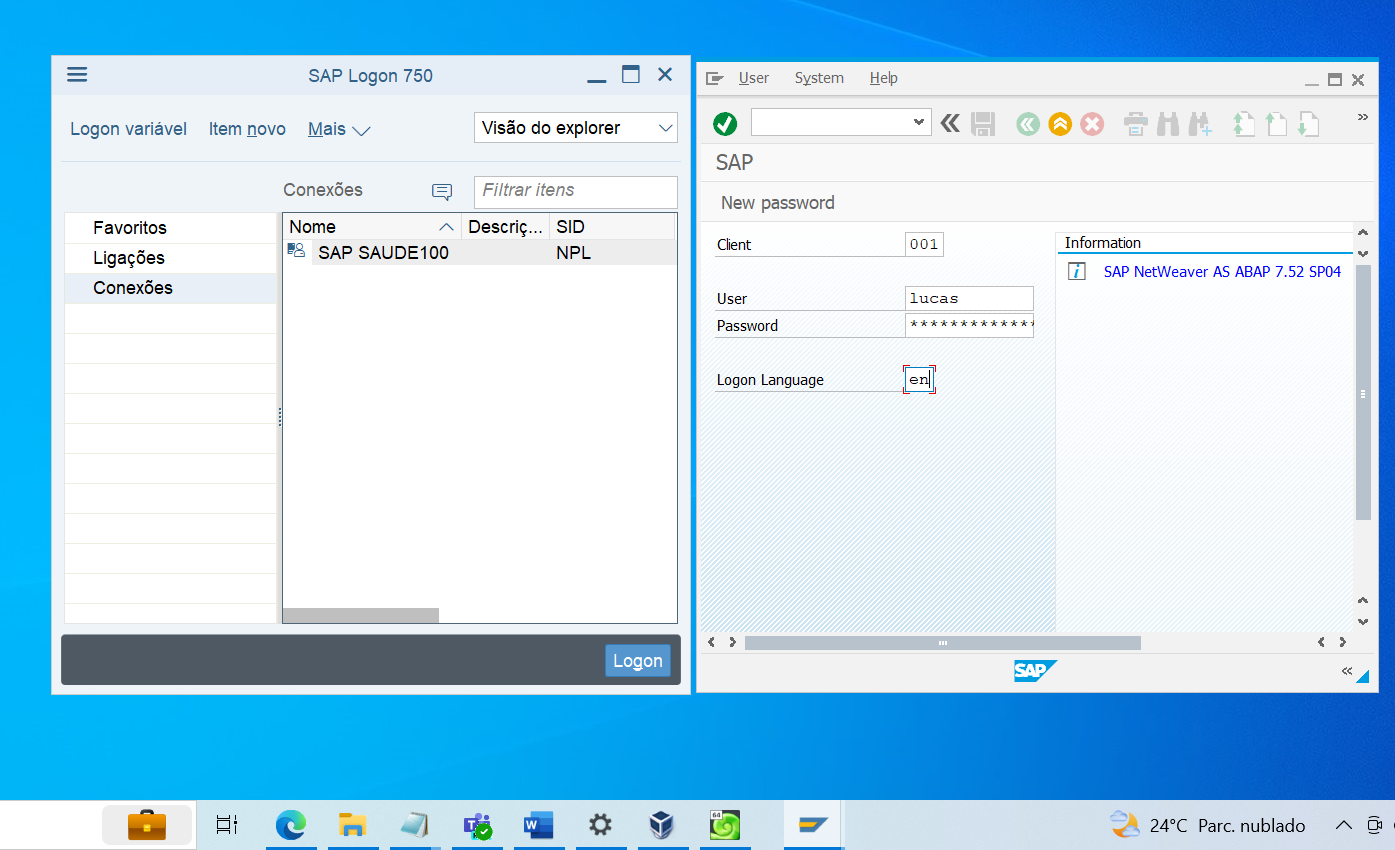 SAP Logon 750
Logon variável Item novo Mais
Visão do explorer
Conexões
Filtrar itens
Favoritos
Ligações
Conexões
Nome Descriç... SID
SAP SAUDE100 NPL
Logon
User System Help
SAP
New password
Client 001
User lucas
Password *************
Logon Language en
Information
SAP NetWeaver AS ABAP 7.52 SP04
SAP
64
24°C Parc. nublado